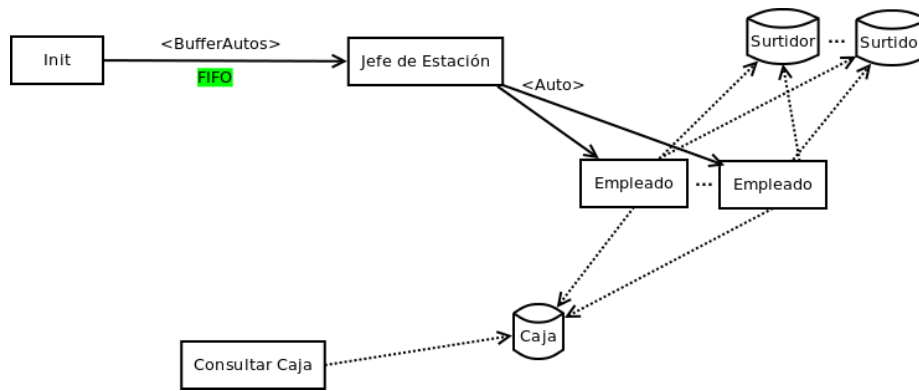 <BufferAutos>
Init
FIFO
Jefe de Estación
<Auto>
Surtidor
...
Surtido
Empleado
...
Empleado
Caja
Consultar Caja